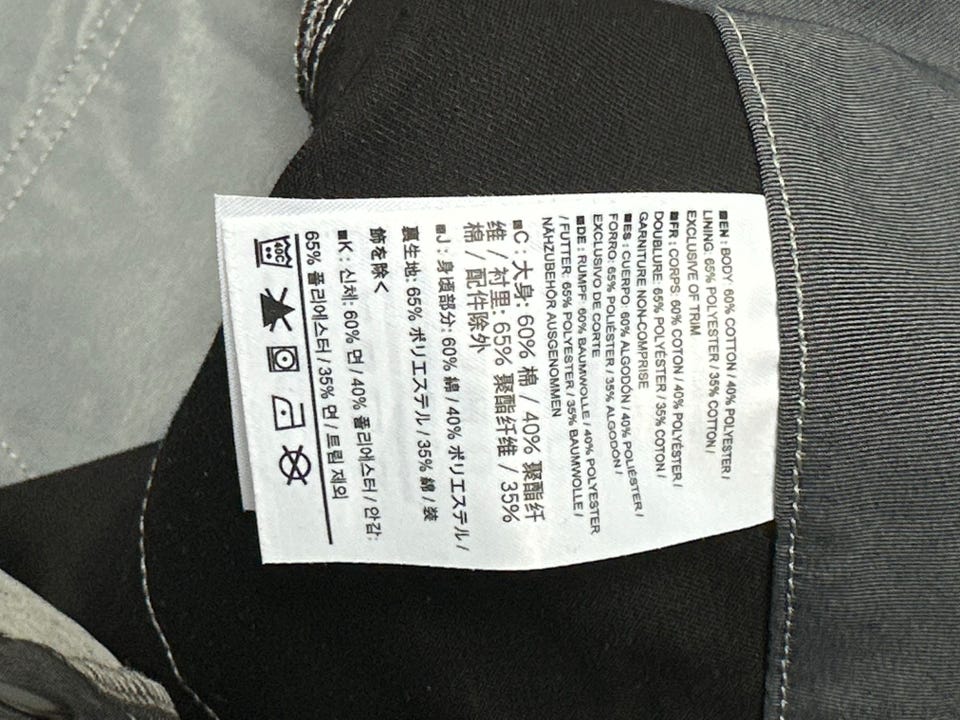 ■EN : BODY: 60% COTTON / 40% POLYESTER /
LINING: 65% POLYESTER / 35% COTTON /
EXCLUSIVE OF TRIM
■FR : CORPS: 60% COTON / 40% POLYESTER /
DOUBLURE: 65% POLYESTER / 35% COTON /
GARNITURE NON-COMPRISE
■ES : CUERPO: 60% ALGODÓN / 40% POLIÉSTER /
FORRO: 65% POLIÉSTER / 35% ALGODÓN /
EXCLUSIVO DE CORTE
■DE : RUMPF: 60% BAUMWOLLE / 40% POLYESTER
/ FUTTER: 65% POLYESTER / 35% BAUMWOLLE /
NÄHZUBEHÖR AUSGENOMMEN
■C : 大身: 60% 棉 / 40% 聚酯纤
维 / 衬里: 65% 聚酯纤维 / 35%
棉 / 配件除外
■J : 身頃部分: 60% 綿 / 40% ポリエステル /
裏生地: 65% ポリエステル / 35% 綿 / 装
飾を除く
■K : 신체: 60% 면 / 40% 폴리에스터 / 안감:
65% 폴리에스터 / 35% 면 / 트림 제외
40C